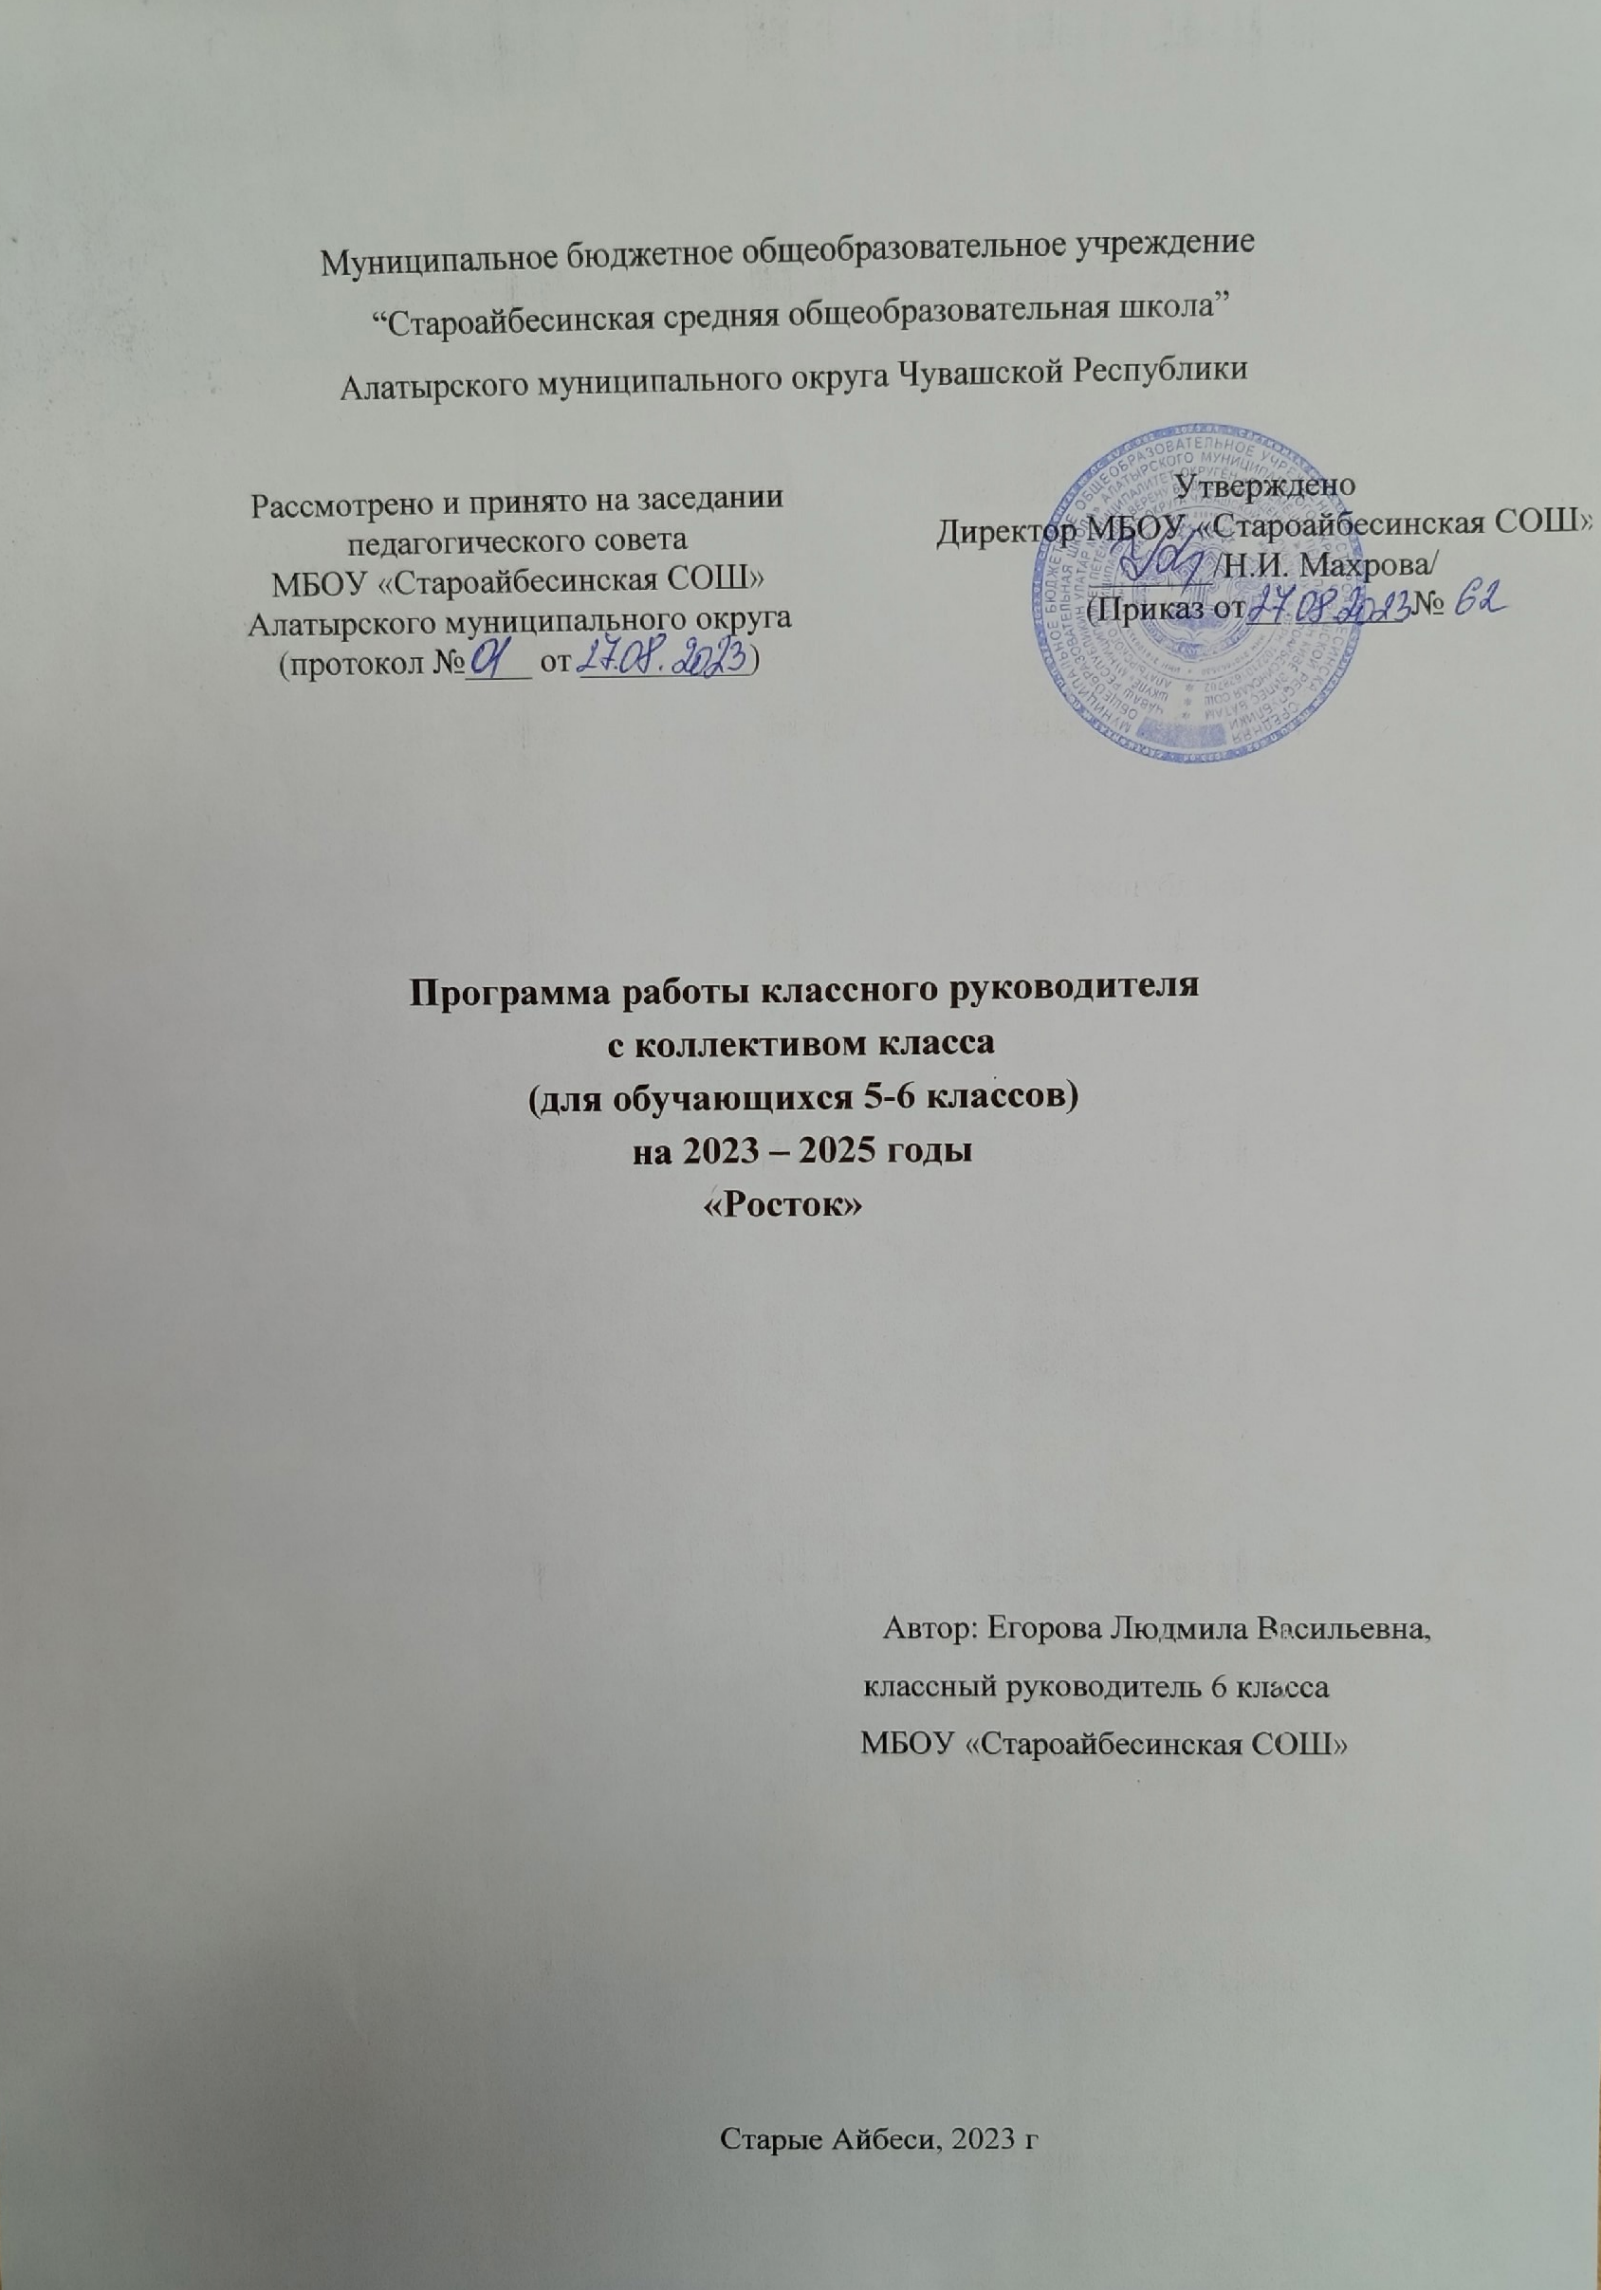 Муниципальное бюджетное общеобразовательное учреждение
“Староайбесинская средняя общеобразовательная школа”
Алатырского муниципального округа Чувашской Республики
Рассмотрено и принято на заседании
педагогического совета
МБОУ «Староайбесинская СОШ»
Алатырского муниципального округа
(протокол № 01 от 27.08.2023)
Утверждено
Директор МБОУ «Староайбесинская СОШ»
/Н.И. Махрова/
(Приказ от 27.08.2023 № 62
Программа работы классного руководителя
с коллективом класса
(для обучающихся 5-6 классов)
на 2023 – 2025 годы
«Росток»
Автор: Егорова Людмила Васильевна,
классный руководитель 6 класса
МБОУ «Староайбесинская СОШ»
Старые Айбеси, 2023 г